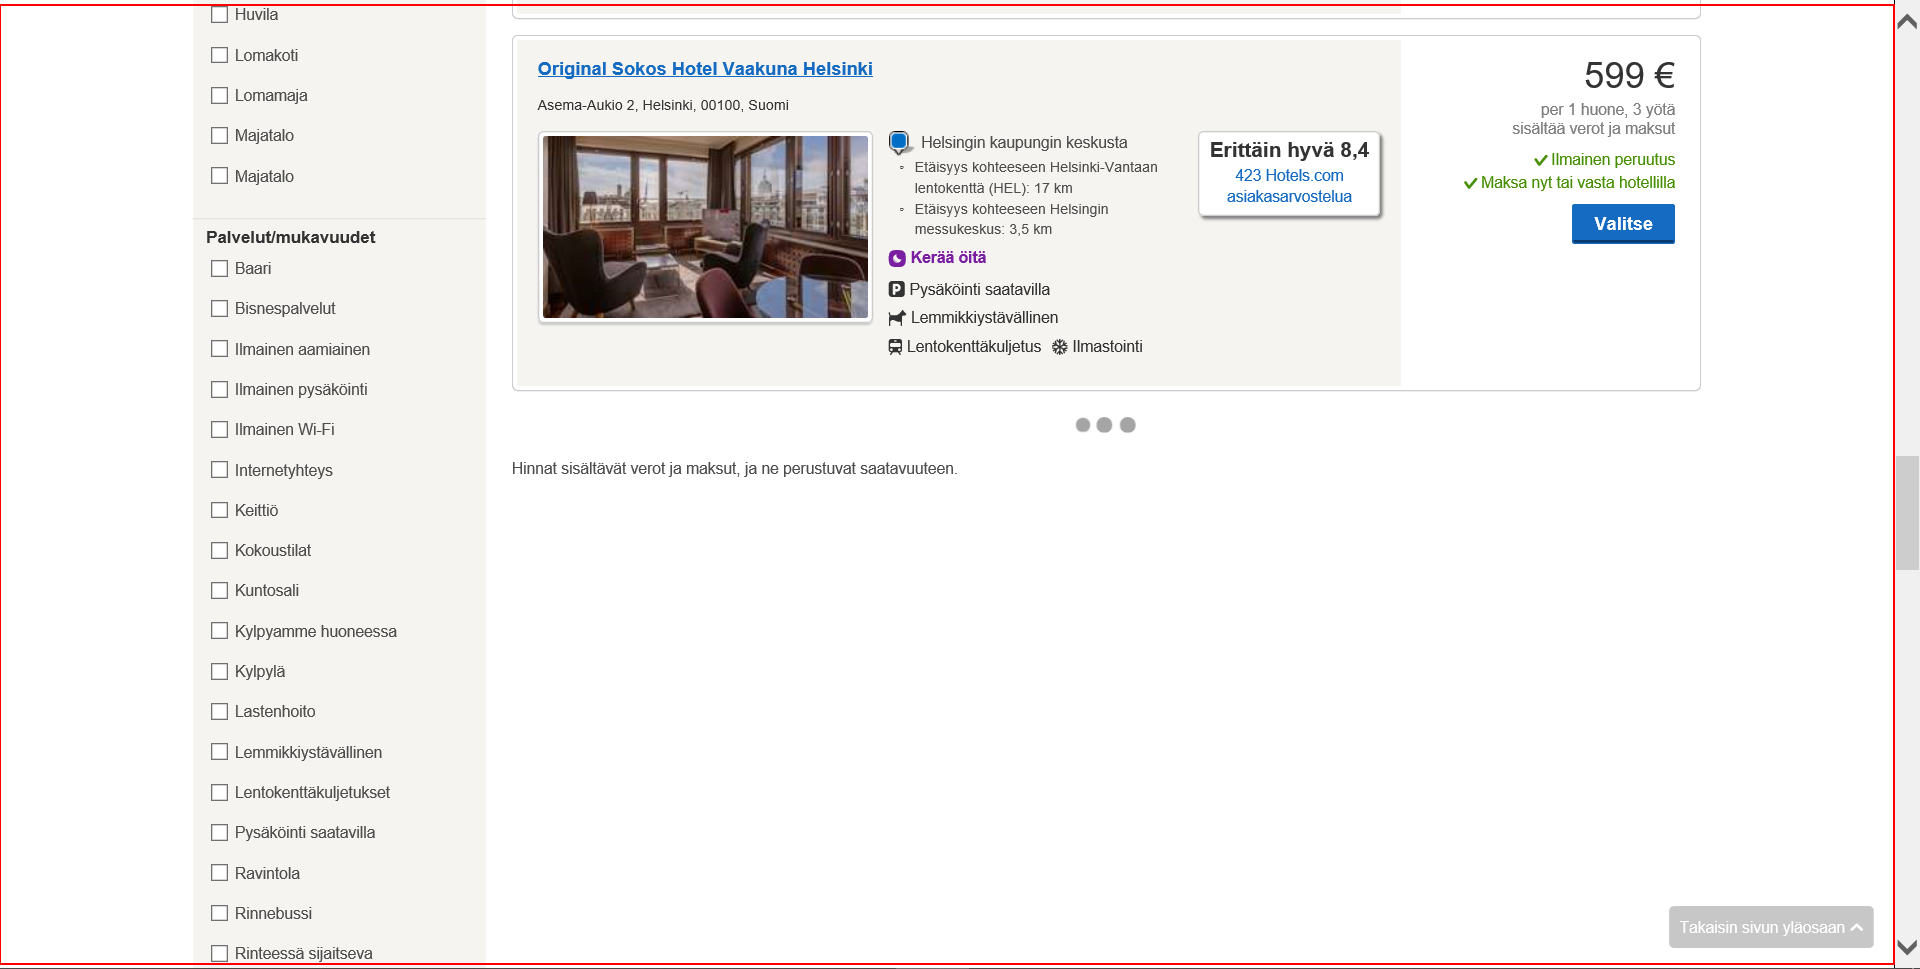 Huvila
Lomakoti
Lomamaja
Majatalo
Majatalo
Palvelut/mukavuudet
Baari
Bisnespalvelut
Ilmainen aamiainen
Ilmainen pysäköinti
Ilmainen Wi-Fi
Internetyhteys
Keittiö
Kokoustilat
Kuntosali
Kylpyamme huoneessa
Kylpylä
Lastenhoito
Lemmikkiystävällinen
Lentokenttäkuljetukset
Pysäköinti saatavilla
Ravintola
Rinnebussi
Rinteessä sijaitseva
Original Sokos Hotel Vaakuna Helsinki
Asema-Aukio 2, Helsinki, 00100, Suomi
Helsingin kaupungin keskusta
Etäisyys kohteeseen Helsinki-Vantaan
lentokenttä (HEL): 17 km
Etäisyys kohteeseen Helsingin
messukeskus: 3,5 km
Kerää öitä
Pysäköinti saatavilla
Lemmikkiystävällinen
Lentokenttäkuljetus Ilmastointi
Erittäin hyvä 8,4
423 Hotels.com
asiakasarvostelua
599 €
per 1 huone, 3 yötä
sisältää verot ja maksut
Ilmainen peruutus
Maksa nyt tai vasta hotellilla
Valitse
Hinnat sisältävät verot ja maksut, ja ne perustuvat saatavuuteen.
Takaisin sivun yläosaan